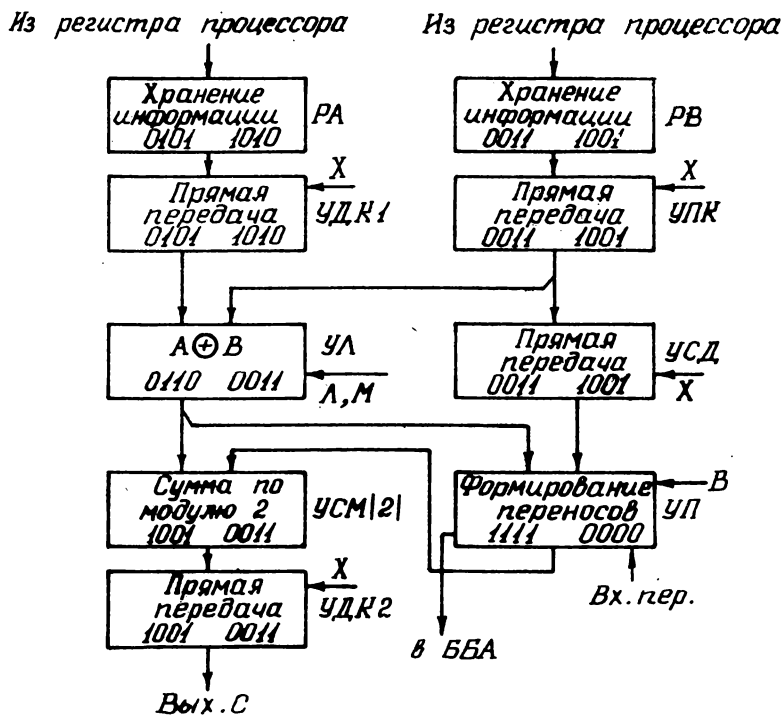 Из регистра процессора
Из регистра процессора
Хранение
информации
0101 1010
РА
Хранение
информации
0011 1001
РВ
Х
Прямая
передача
0101 1010
УДК1
Х
Прямая
передача
0011 1001
УПК
А⊕В
0110 0011
УЛ
Λ, М
Прямая
передача
0011 1001
УСД
Х
Сумма по
модулю 2
1001 0011
УСМ|2|
Формирование
переносов
1111 0000
В
УП
Вх. пер.
Прямая
передача
1001 0011
Х
УДК2
в ББА
Вых. С